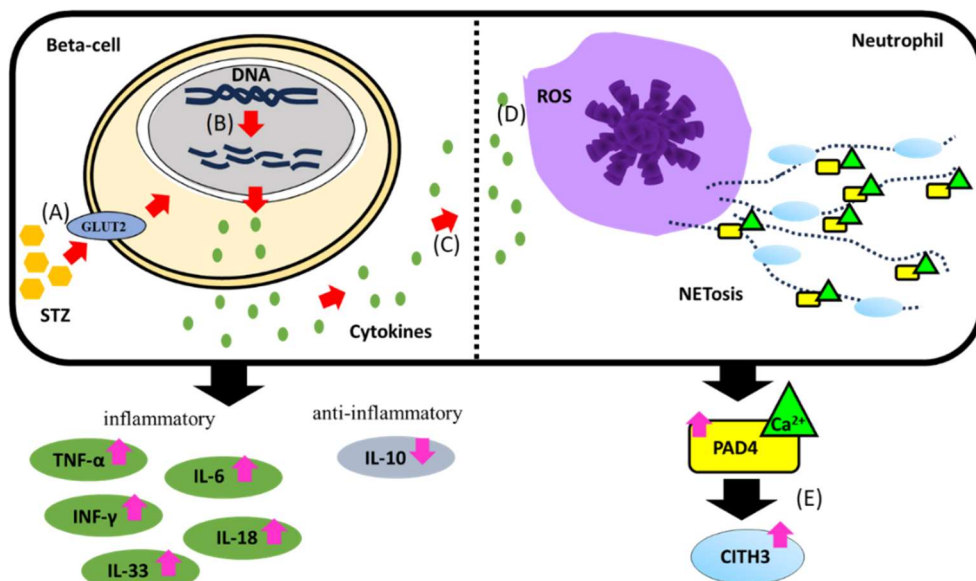 Beta-cell
Neutrophil
DNA
ROS
(B)
(D)
(A)
GLUT2
(C)
STZ
Cytokines
NETosis
inflammatory
anti-inflammatory
TNF-α
IL-6
IL-10
Ca2+
PAD4
INF-γ
IL-18
(E)
IL-33
CITH3